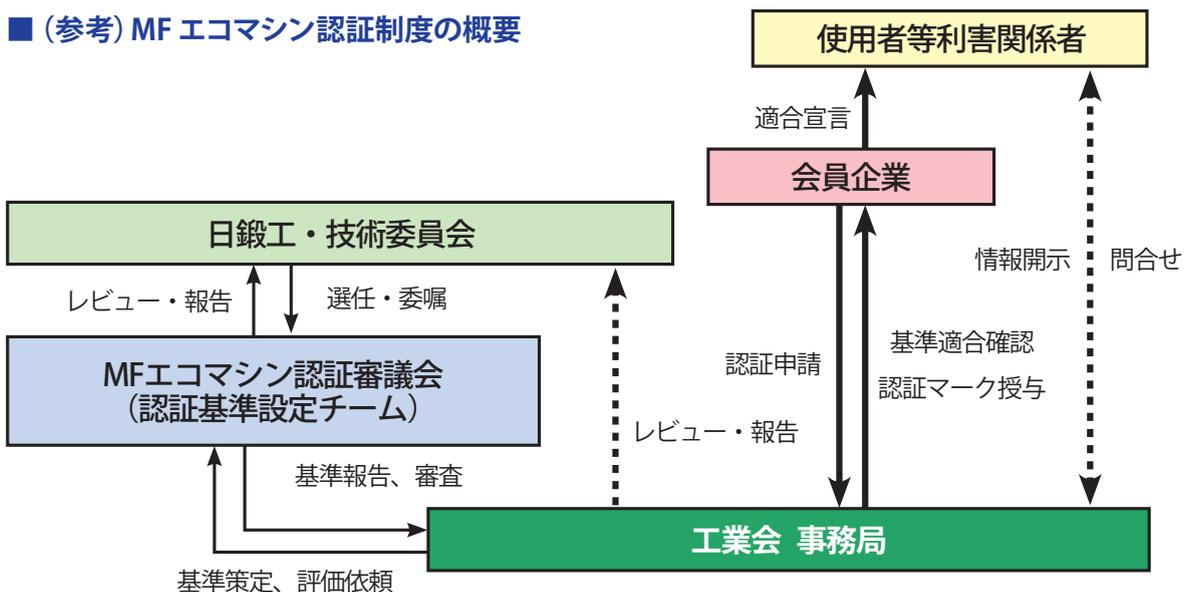 ■ （参考）MF エコマシン認証制度の概要
使用者等利害関係者
適合宣言
会員企業
日鍛工・技術委員会
情報開示
問合せ
レビュー・報告
選任・委嘱
MFエコマシン認証審議会
（認証基準設定チーム）
認証申請
基準適合確認
認証マーク授与
レビュー・報告
基準報告、審査
工業会 事務局
基準策定、評価依頼